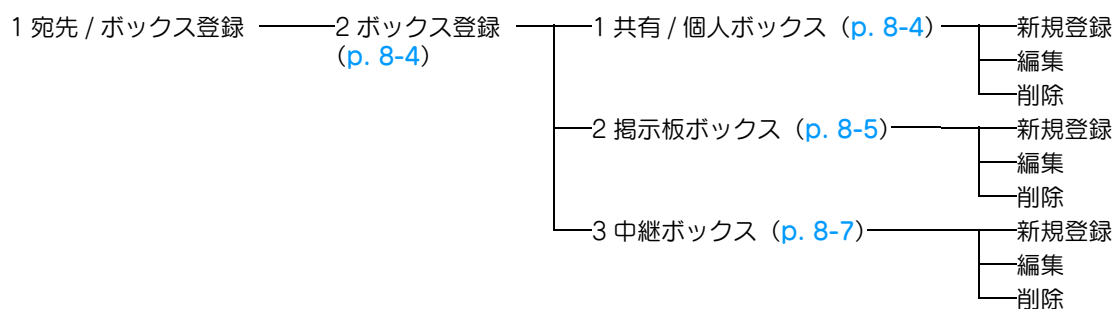 1 宛先 / ボックス登録 2 ボックス登録 1 共有 / 個人ボックス（p. 8-4） 新規登録
（p. 8-4） 編集
削除
2 掲示板ボックス（p. 8-5） 新規登録
編集
削除
3 中継ボックス（p. 8-7） 新規登録
編集
削除